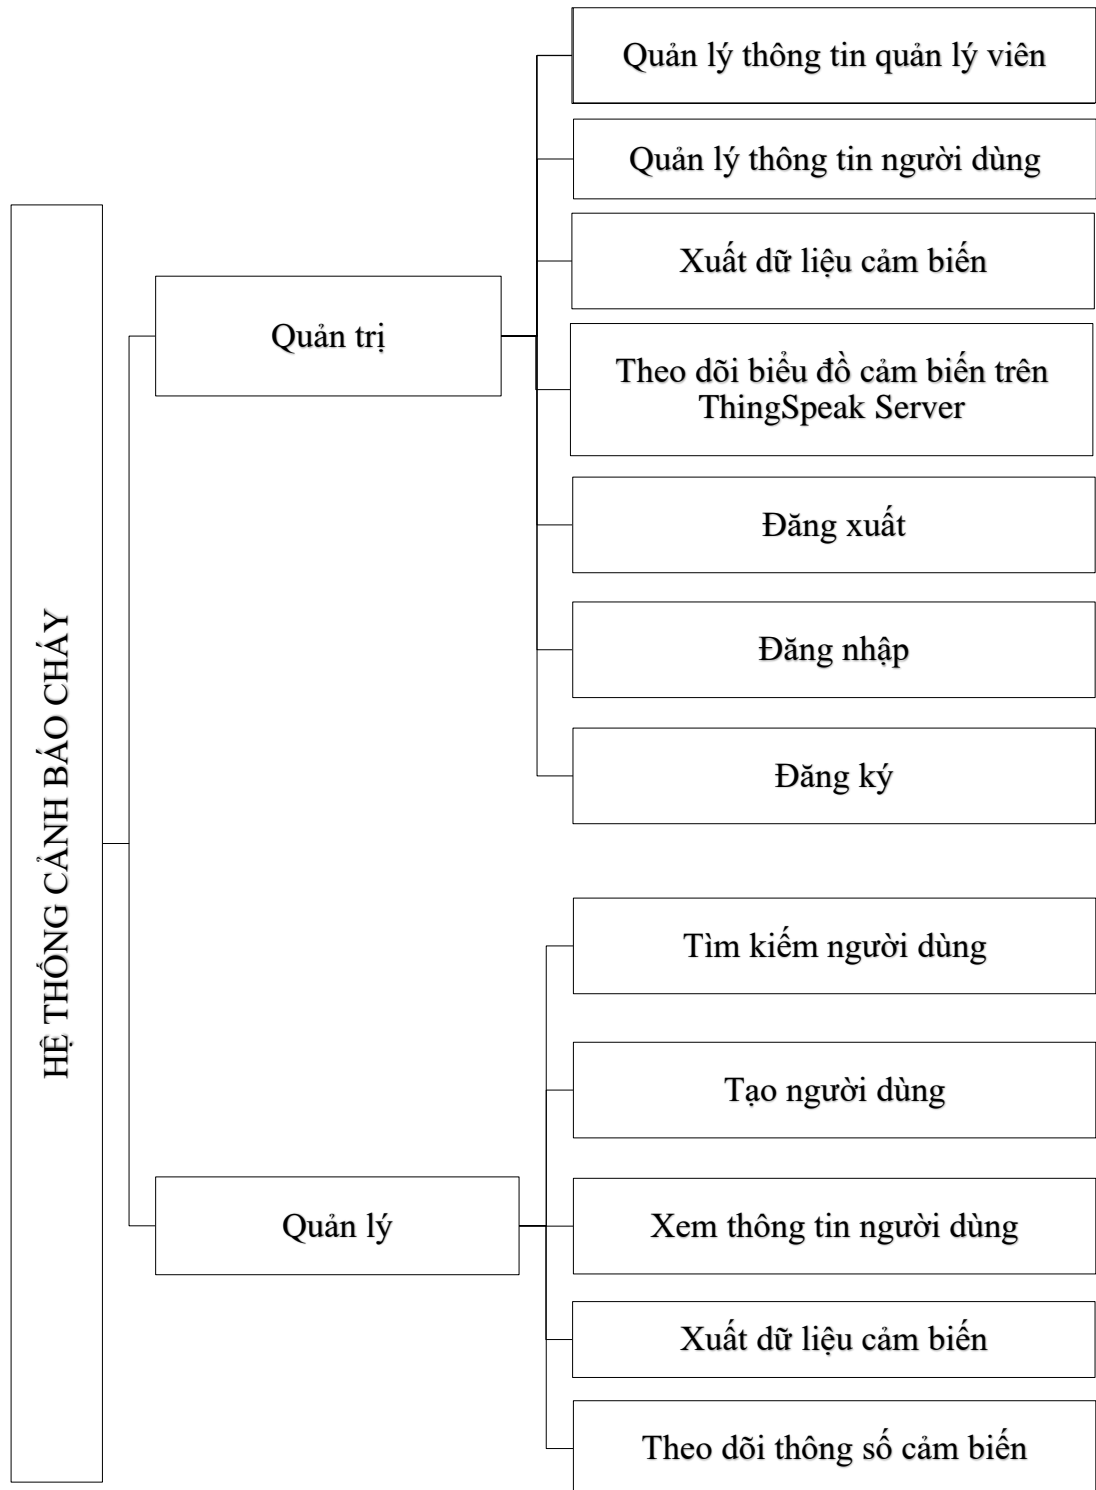 HỆ THỐNG CẢNH BÁO CHÁY
Quản trị
Quản lý thông tin quản lý viên
Quản lý thông tin người dùng
Xuất dữ liệu cảm biến
Theo dõi biểu đồ cảm biến trên
ThingSpeak Server
Đăng xuất
Đăng nhập
Đăng ký
Quản lý
Tìm kiếm người dùng
Tạo người dùng
Xem thông tin người dùng
Xuất dữ liệu cảm biến
Theo dõi thông số cảm biến